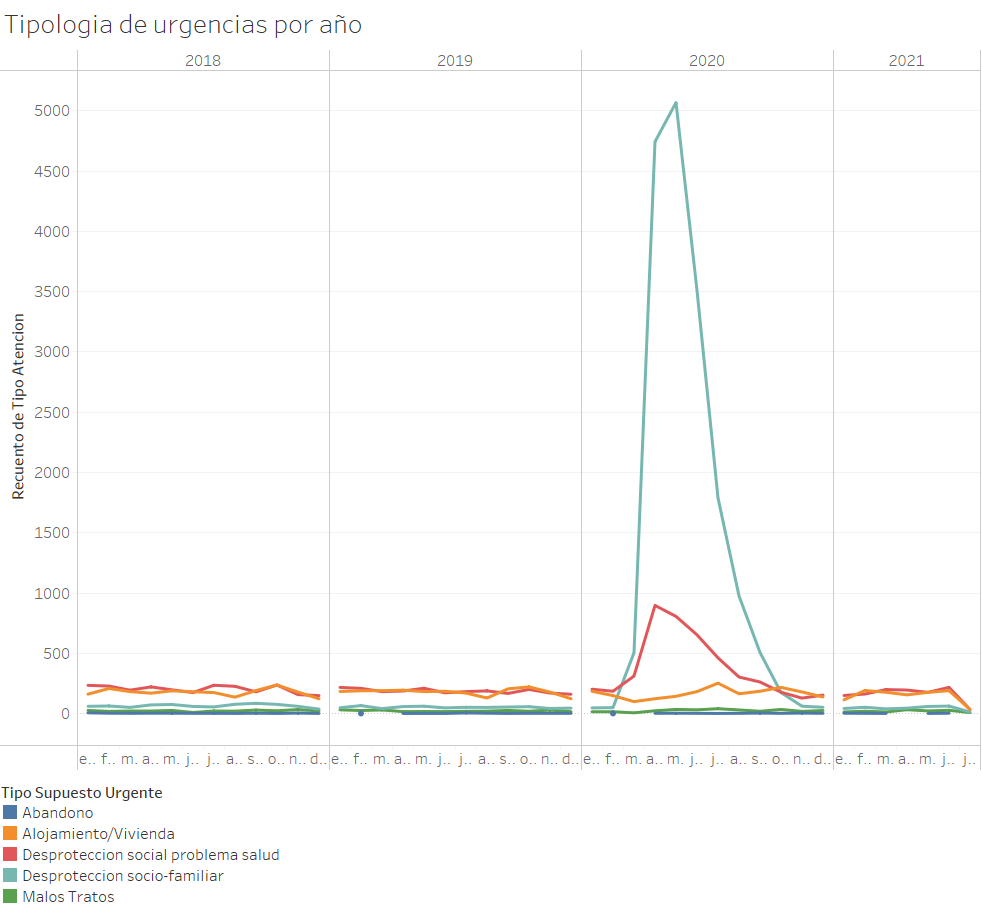 Tipologia de urgencias por año
2018 2019 2020 2021
5000
4500
4000
3500
3000
2500
2000
1500
1000
500
0
Recuento de Tipo Atencion
e.. f.. m. a.. m. j.. j.. a.. s.. o.. n.. d.. e.. f.. m. a.. m. j.. j.. a.. s.. o.. n.. d.. e.. f.. m. a.. m. j.. j.. a.. s.. o.. n.. d.. e.. f.. m. a.. m. j.. j..
Tipo Supuesto Urgente
Abandono
Alojamiento/Vivienda
Desproteccion social problema salud
Desproteccion socio-familiar
Malos Tratos